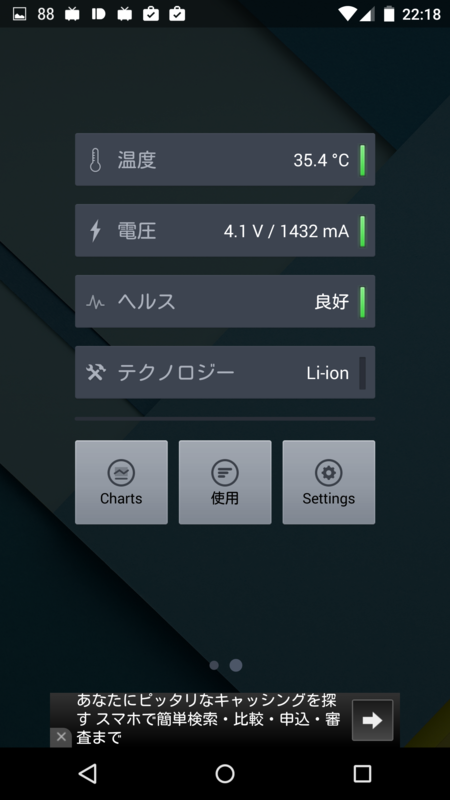 88 22:18
温度 35.4 °C
電圧 4.1 V / 1432 mA
ヘルス 良好
テクノロジー Li-ion
Charts 使用 Settings
あなたにピッタリなキャッシングを探
す スマホで簡単検索・比較・申込・審
査まで